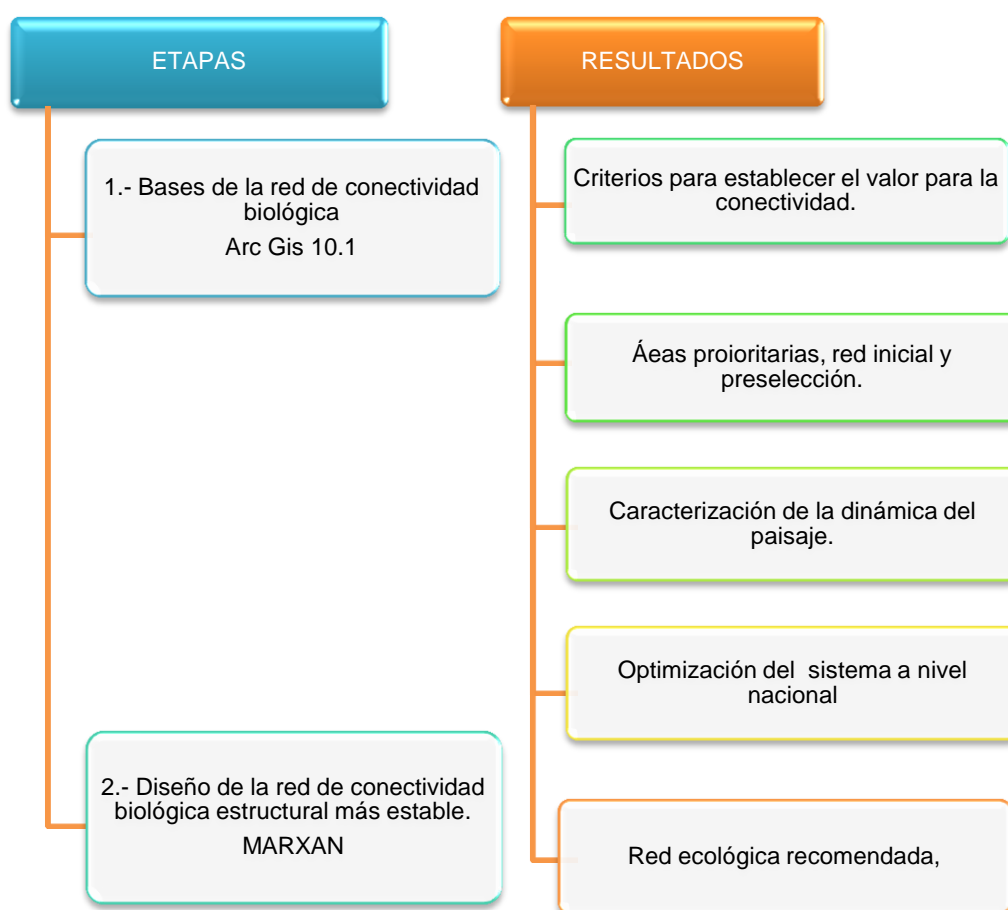 ETAPAS
1.- Bases de la red de conectividad
biológica
Arc Gis 10.1
2.- Diseño de la red de conectividad
biológica estructural más estable.
MARXAN
RESULTADOS
Criterios para establecer el valor para la
conectividad.
Áeas proioritarias, red inicial y
preselección.
Caracterización de la dinámica del
paisaje.
Optimización del sistema a nivel
nacional
Red ecológica recomendada,